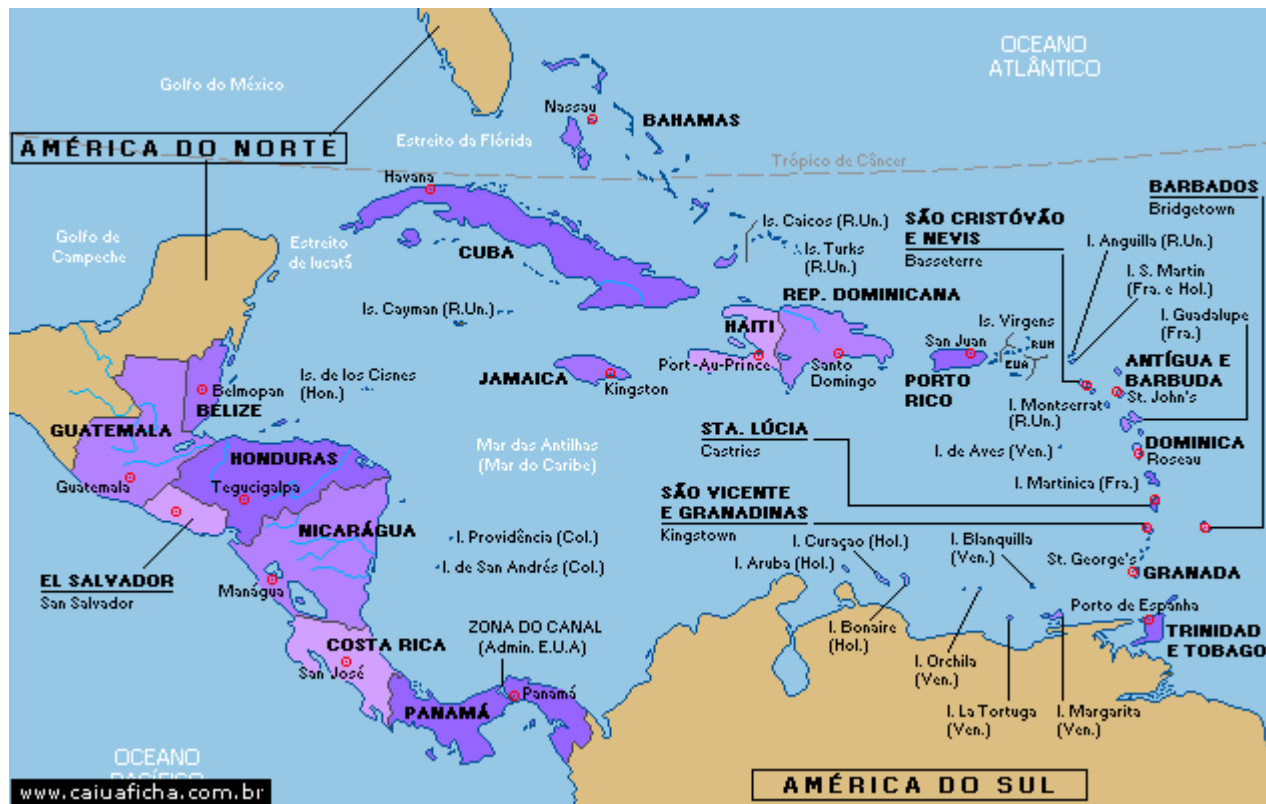 OCEANO
ATLÂNTICO
Golfo do México
Nassau
BAHAMAS
AMÉRICA DO NORTE
Estreito da Flórida
Trópico de Câncer
Havana
BARBADOS
Bridgetown
Golfo de
Campeche
Estreito
de Iucatã
CUBA
Is. Caicos (R.Un.)
Is. Turks
(R.Un.)
SÃO CRISTÓVÃO
E NEVIS
Basseterre
I. Anguilla (R.Un.)
I. S. Martin
(Fra. e Hol.)
Is. Cayman (R.Un.)
REP. DOMINICANA
HAITI
Is. Virgens
RUN
EUA
I. Guadalupe
(Fra.)
San Juan
Port-Au-Prince
Santo
Domingo
PORTO
RICO
ANTÍGUA E
BARBUDA
St. John's
JAMAICA
Kingston
Is. de los Cisnes
(Hon.)
Belmopan
BELIZE
I. Montserrat
(R.Un.)
GUATEMALA
STA. LÚCIA
Castries
Mar das Antilhas
(Mar do Caribe)
I. de Aves (Ven.)
DOMINICA
Roseau
HONDURAS
Guatemala
Tegucigalpa
I. Martinica (Fra.)
SÃO VICENTE
E GRANADINAS
Kingstown
NICARÁGUA
I. Providência (Col.)
I. Curaçao (Hol.)
I. Blanquilla
(Ven.)
I. Aruba (Hol.)
St. George's
GRANADA
I. de San Andrés (Col.)
EL SALVADOR
San Salvador
Manágua
Porto de Espanha
TRINIDAD
E TOBAGO
COSTA RICA
San José
ZONA DO CANAL
(Admin. E.U.A)
I. Bonaire
(Hol.)
I. Orchila
(Ven.)
Panamá
PANAMÁ
I. La Tortuga
(Ven.)
I. Margarita
(Ven.)
OCEANO
PACÍFICO
AMÉRICA DO SUL
www.caiuaficha.com.br